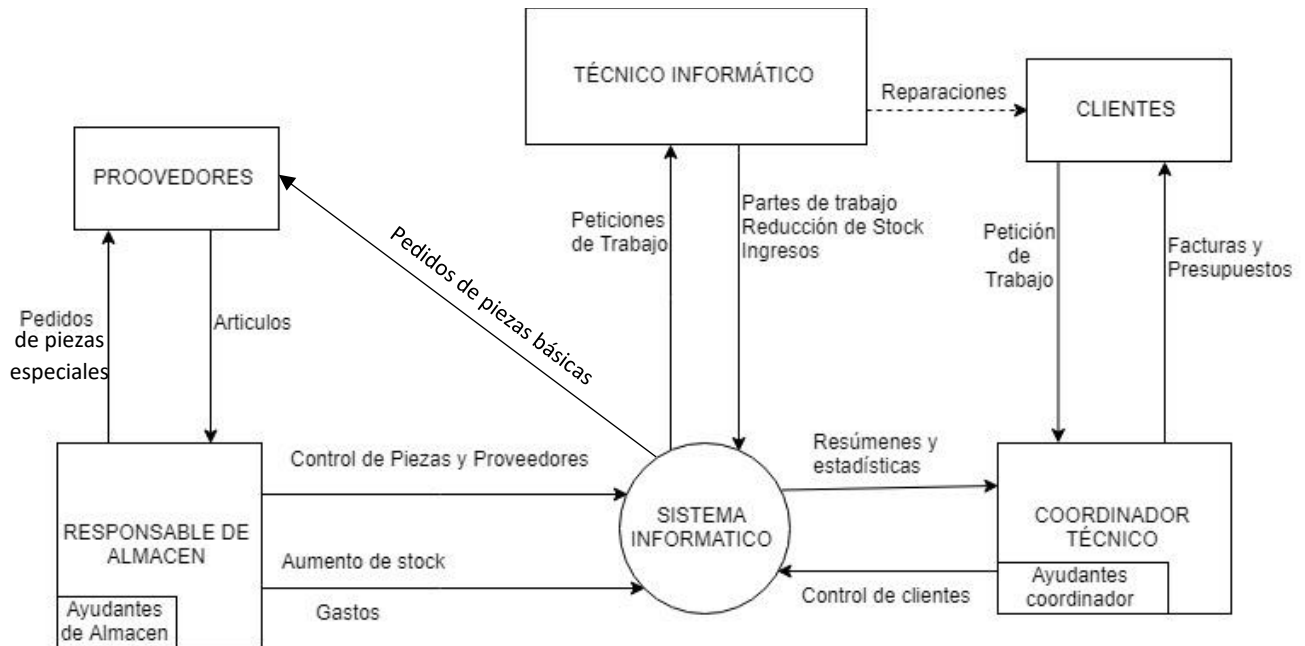 TÉCNICO INFORMÁTICO
Reparaciones
CLIENTES
PROOVEDORES
Pedidos de piezas básicas
Peticiones
de Trabajo
Partes de trabajo
Reducción de Stock
Ingresos
Petición
de
Trabajo
Facturas y
Presupuestos
Pedidos
de piezas
especiales
Articulos
Control de Piezas y Proveedores
Resúmenes y
estadísticas
RESPONSABLE DE
ALMACEN
Aumento de stock
Gastos
SISTEMA
INFORMATICO
COORDINADOR
TÉCNICO
Control de clientes
Ayudantes
coordinador
Ayudantes
de Almacen